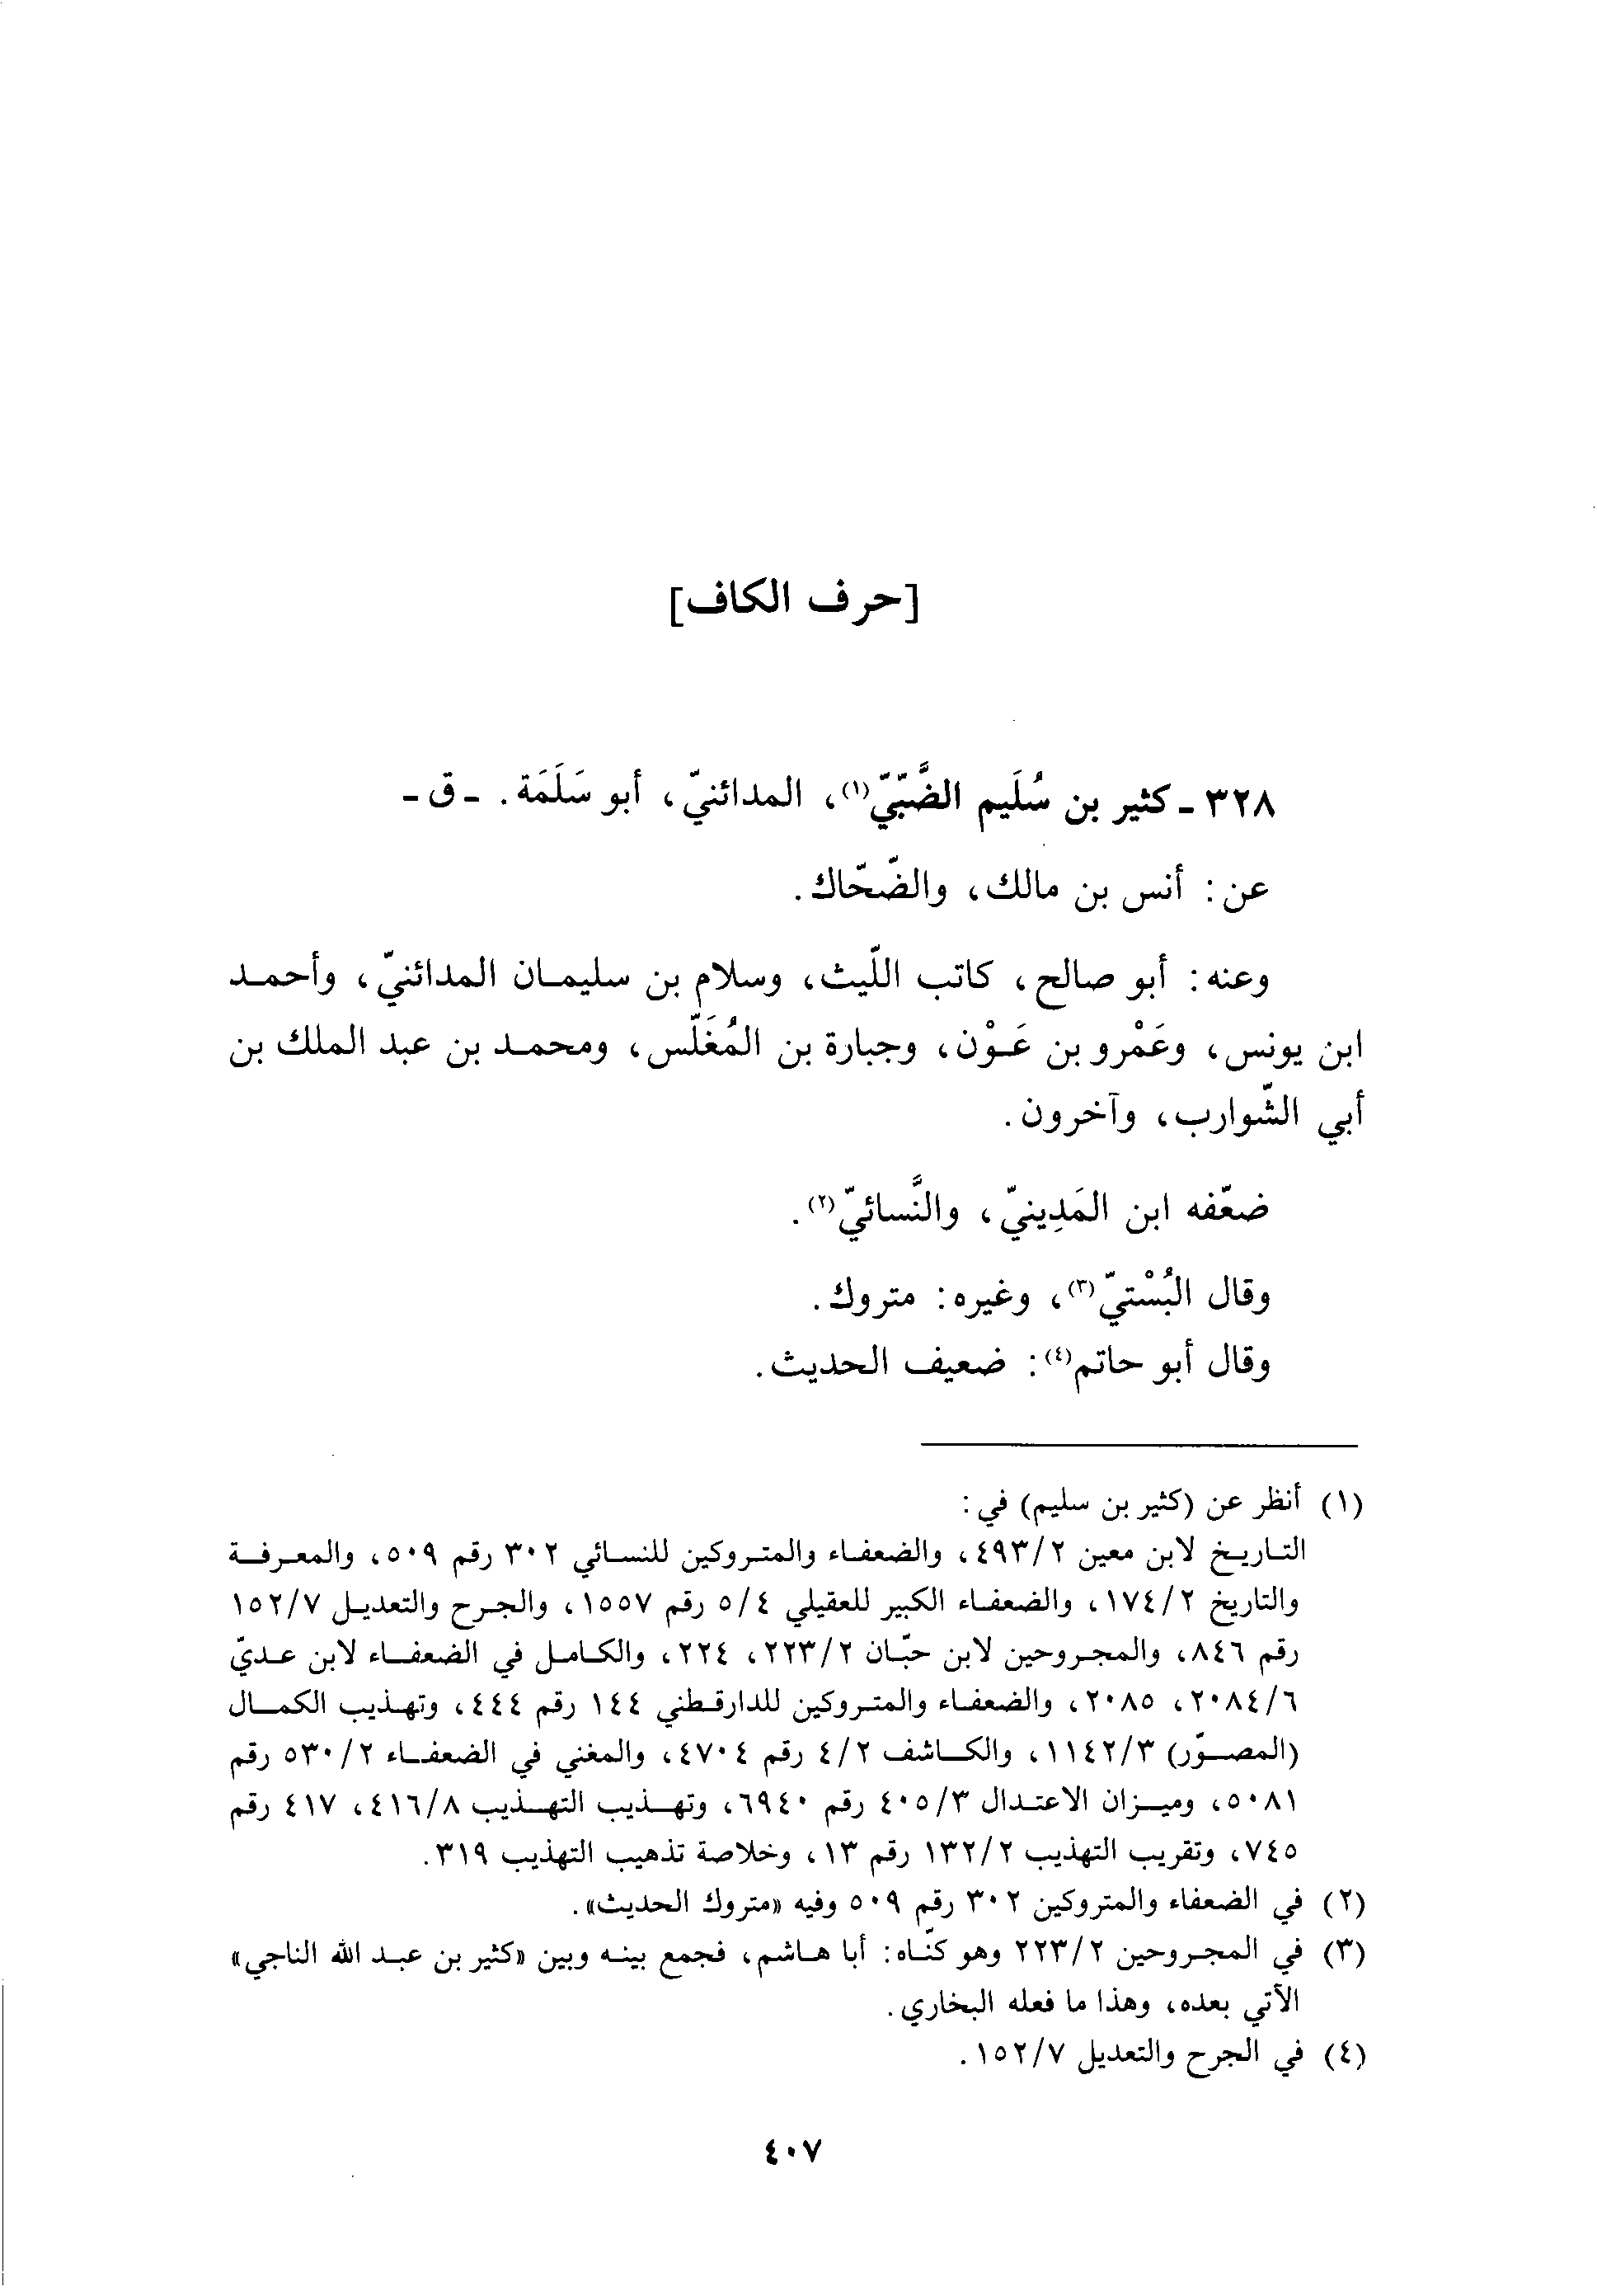 [حرف الكاف]
٣٢٨ - كثير بن سُلَيم الضَّبّيّ(١)، المدائنيّ، أبو سَلَمَة. - ق -
عن: أنس بن مالك، والضّحّاك.
وعنه: أبو صالح، كاتب اللّيث، وسلام بن سليمان المدائنيّ، وأحمد
ابن يونس، وعَمْرو بن عَوْن، وجبارة بن المُغَلّس، ومحمد بن عبد الملك بن
أبي الشّوارب، وآخرون.
ضعّفه ابن المَدِينيّ، والنَّسائيّ(٢).
وقال البُسْتيّ(٣)، وغيره: متروك.
وقال أبو حاتم(٤): ضعيف الحديث.
(١) أنظر عن (كثير بن سليم) في:
التاريخ لابن معين ٤٩٣/٢، والضعفاء والمتروكين للنسائي ٣٠٢ رقم ٥٠٩، والمعرفة
والتاريخ ١٧٤/٢، والضعفاء الكبير للعقيلي ٥/٤ رقم ١٥٥٧، والجرح والتعديل ١٥٢/٧
رقم ٨٤٦، والمجروحين لابن حبّان ٢٢٣/٢، ٢٢٤، والكامل في الضعفاء لابن عديّ
٢٠٨٤/٦، ٢٠٨٥، والضعفاء والمتروكين للدارقطني ١٤٤ رقم ٤٤٤، وتهذيب الكمال
(المصوّر) ١١٤٢/٣، والكاشف ٤/٢ رقم ٤٧٠٤، والمغني في الضعفاء ٥٣٠/٢ رقم
٥٠٨١، وميزان الاعتدال ٤٠٥/٣ رقم ٦٩٤٠، وتهذيب التهذيب ٤١٦/٨، ٤١٧ رقم
٧٤٥، وتقريب التهذيب ١٣٢/٢ رقم ١٣، وخلاصة تذهيب التهذيب ٣١٩.
(٢) في الضعفاء والمتروكين ٣٠٢ رقم ٥٠٩ وفيه «متروك الحديث».
(٣) في المجروحين ٢٢٣/٢ وهو كنّاه: أبا هاشم، فجمع بينه وبين «كثير بن عبد الله الناجي»
الآتي بعده، وهذا ما فعله البخاري.
(٤) في الجرح والتعديل ١٥٢/٧.
٤٠٧